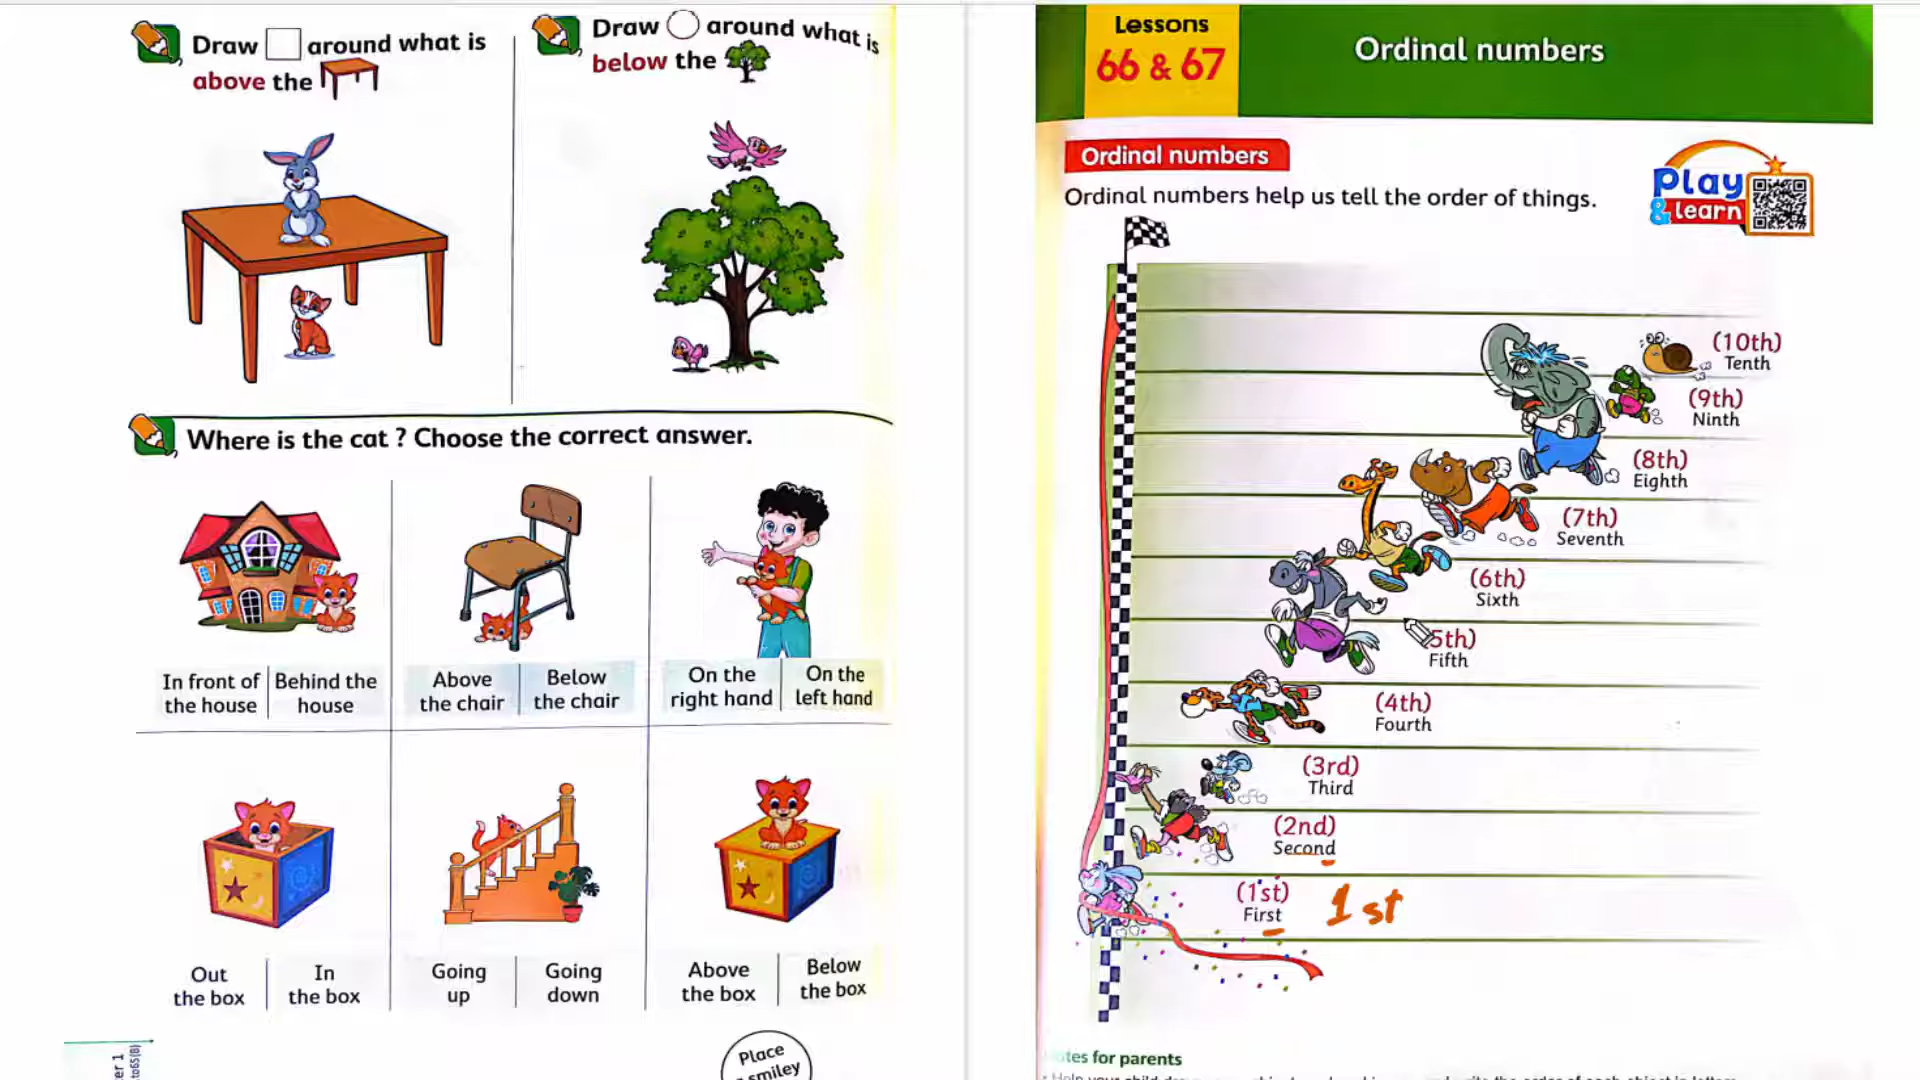 Draw around what is
above the
Draw around what is
below the
Where is the cat ? Choose the correct answer.
In front of
the house
Behind the
house
Above
the chair
Below
the chair
On the
right hand
On the
left hand
Out
the box
In
the box
Going
up
Going
down
Above
the box
Below
the box
Place
smiley
Lessons
66 & 67
Ordinal numbers
Ordinal numbers
Ordinal numbers help us tell the order of things.
Play
& learn
(10th)
Tenth
(9th)
Ninth
(8th)
Eighth
(7th)
Seventh
(6th)
Sixth
5th)
Fifth
(4th)
Fourth
(3rd)
Third
(2nd)
Second
(1st)
First
1 st
for parents